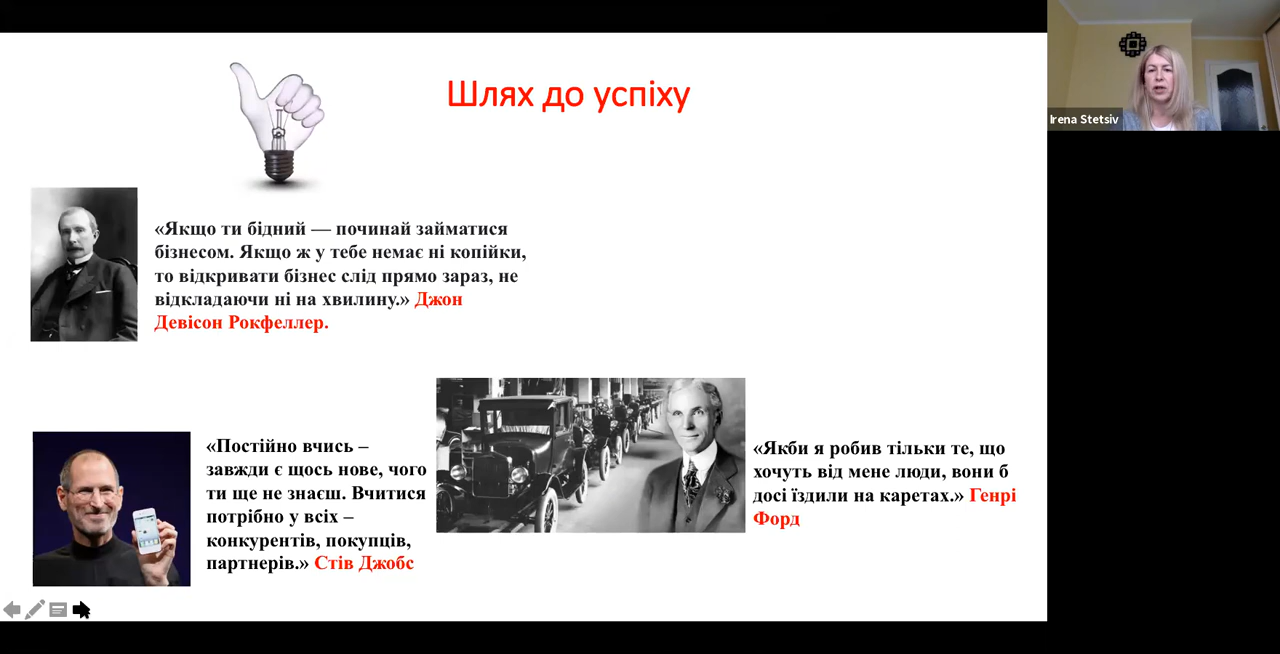 Шлях до успіху
«Якщо ти бідний — починай займатися
бізнесом. Якщо ж у тебе немає ні копійки,
то відкривати бізнес слід прямо зараз, не
відкладаючи ні на хвилину.» Джон
Девісон Рокфеллер.
«Постійно вчись –
завжди є щось нове, чого
ти ще не знаєш. Вчитися
потрібно у всіх –
конкурентів, покупців,
партнерів.» Стів Джобс
«Якби я робив тільки те, що
хочуть від мене люди, вони б
досі їздили на каретах.» Генрі
Форд
Irena Stetsiv